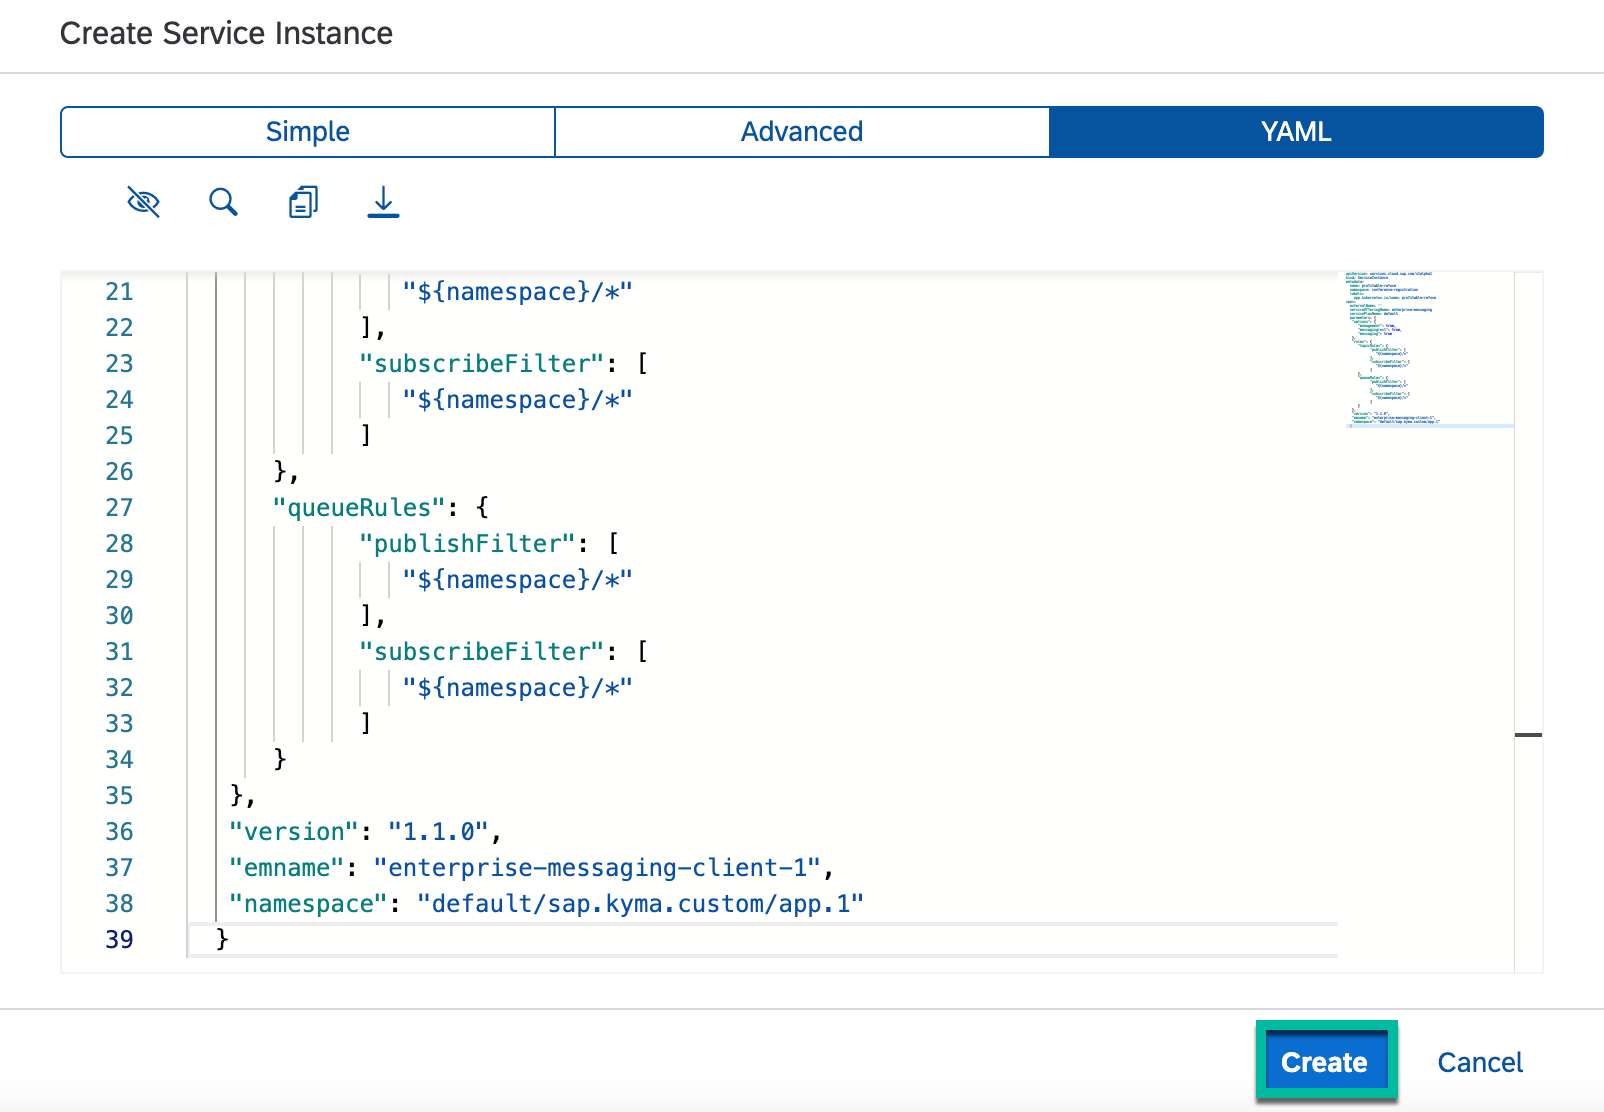 Create Service Instance
Simple Advanced YAML
21 "${namespace}/*"
22 ],
23 "subscribeFilter": [
24 "${namespace}/*"
25 ]
26 },
27 "queueRules": {
28 "publishFilter": [
29 "${namespace}/*"
30 ],
31 "subscribeFilter": [
32 "${namespace}/*"
33 ]
34 }
35 },
36 "version": "1.1.0",
37 "emname": "enterprise-messaging-client-1",
38 "namespace": "default/sap.kyma.custom/app.1"
39 }
Create Cancel